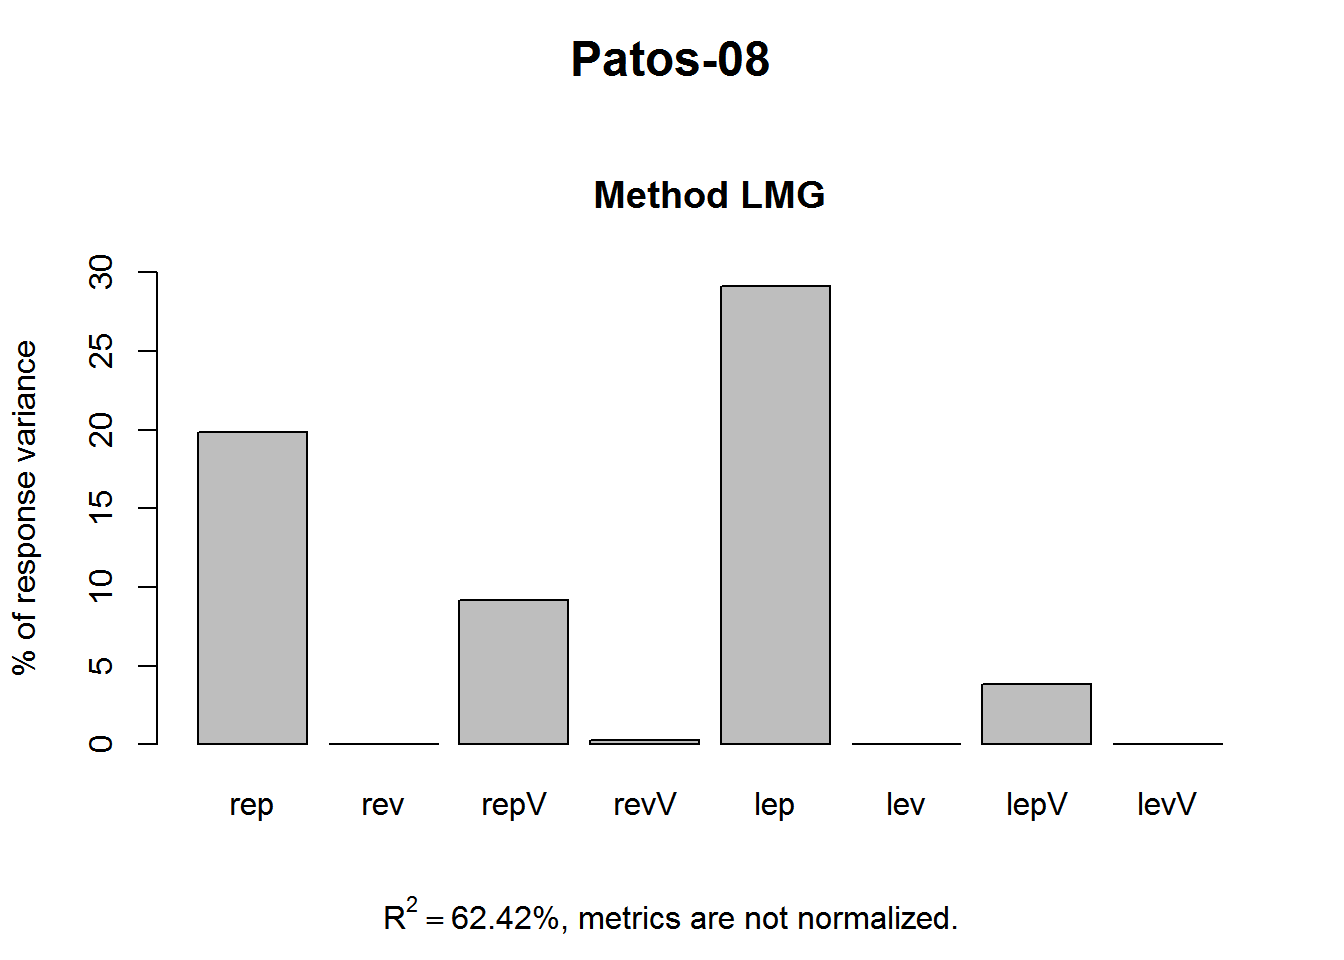 Patos-08
Method LMG
% of response variance
30
25
20
15
10
5
0
rep rev repV revV lep lev lepV levV
R² = 62.42%, metrics are not normalized.